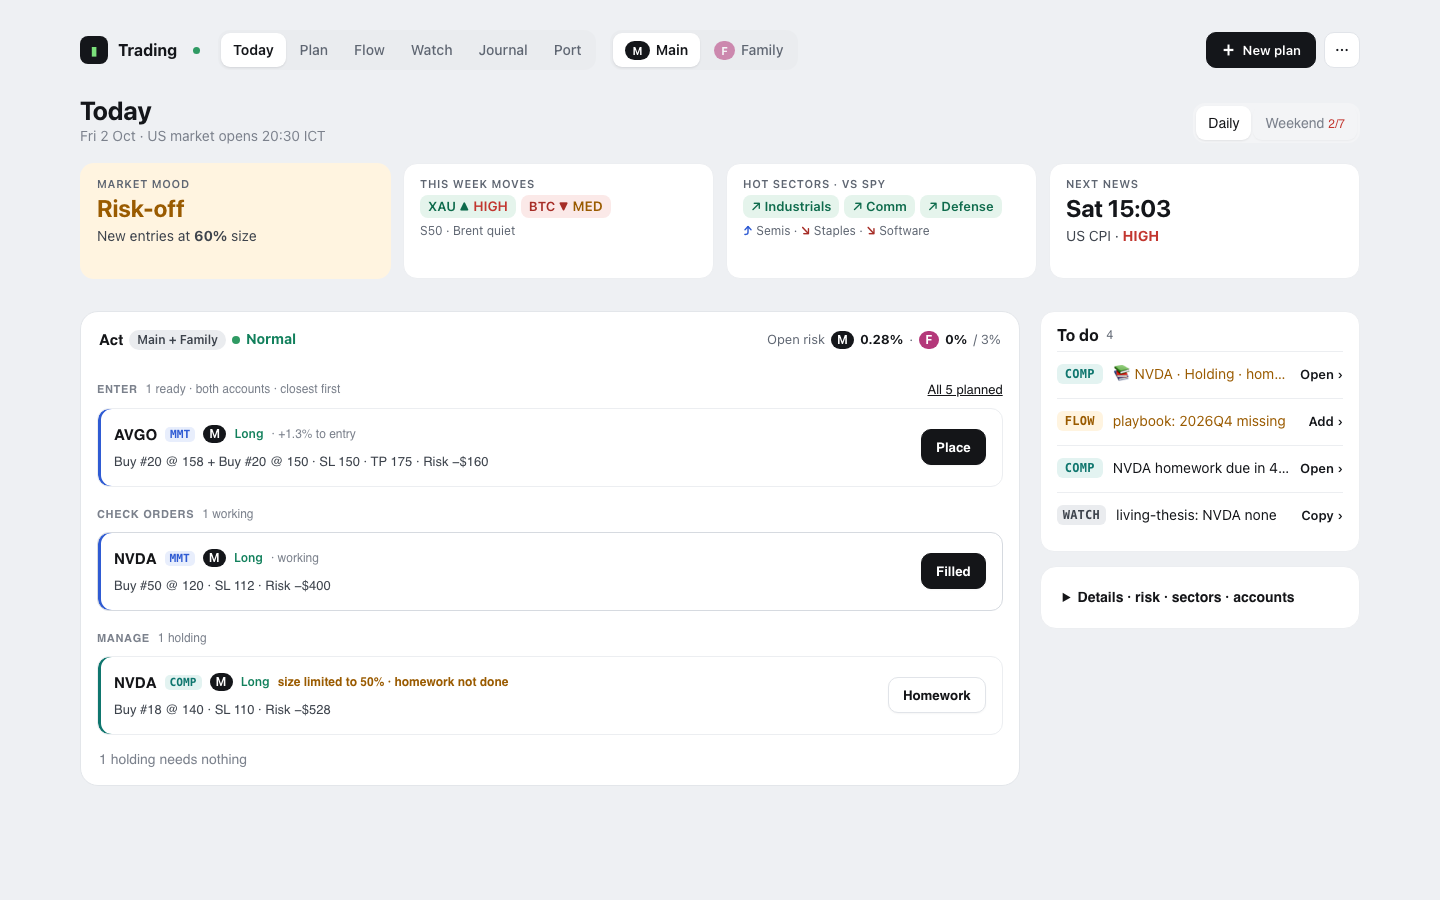 Trading
Today Plan Flow Watch Journal Port
M Main F Family
+ New plan
...
Today
Fri 2 Oct · US market opens 20:30 ICT
Daily Weekend 2/7
MARKET MOOD
Risk-off
New entries at 60% size
THIS WEEK MOVES
XAU ▲ HIGH BTC ▼ MED
S50 · Brent quiet
HOT SECTORS · VS SPY
↗ Industrials ↗ Comm ↗ Defense
⤴ Semis · ↘ Staples · ↘ Software
NEXT NEWS
Sat 15:03
US CPI · HIGH
Act Main + Family ● Normal
Open risk M 0.28% · F 0% / 3%
ENTER 1 ready · both accounts · closest first
All 5 planned
AVGO MMT M Long · +1.3% to entry
Buy #20 @ 158 + Buy #20 @ 150 · SL 150 · TP 175 · Risk −$160
Place
CHECK ORDERS 1 working
NVDA MMT M Long · working
Buy #50 @ 120 · SL 112 · Risk −$400
Filled
MANAGE 1 holding
NVDA COMP M Long size limited to 50% · homework not done
Buy #18 @ 140 · SL 110 · Risk −$528
Homework
1 holding needs nothing
To do 4
COMP 📚 NVDA · Holding · hom… Open ›
FLOW playbook: 2026Q4 missing Add ›
COMP NVDA homework due in 4… Open ›
WATCH living-thesis: NVDA none Copy ›
▶ Details · risk · sectors · accounts